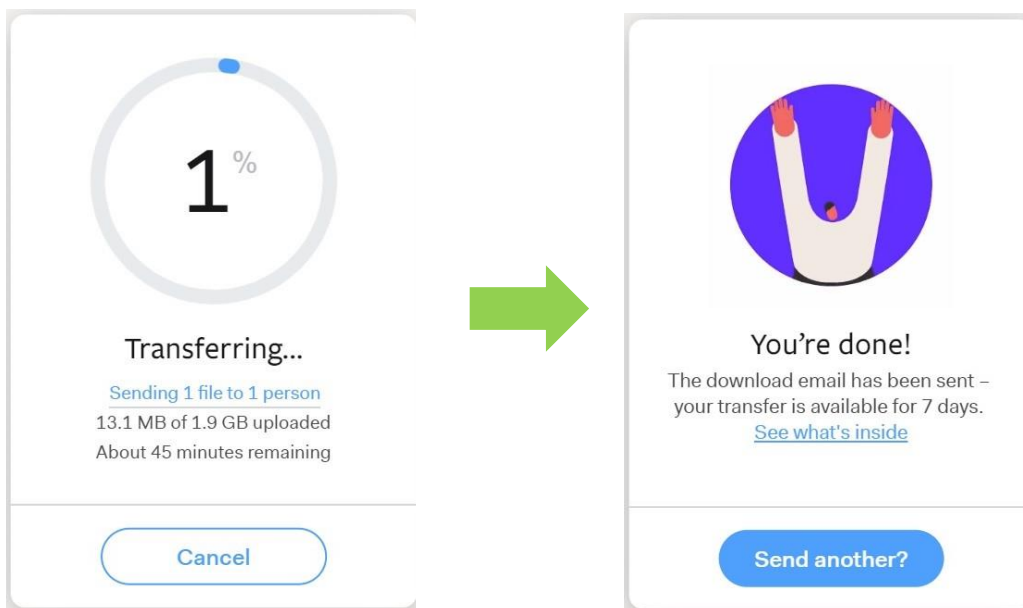 1 %
Transferring...
Sending 1 file to 1 person
13.1 MB of 1.9 GB uploaded
About 45 minutes remaining
Cancel
You're done!
The download email has been sent –
your transfer is available for 7 days.
See what's inside
Send another?